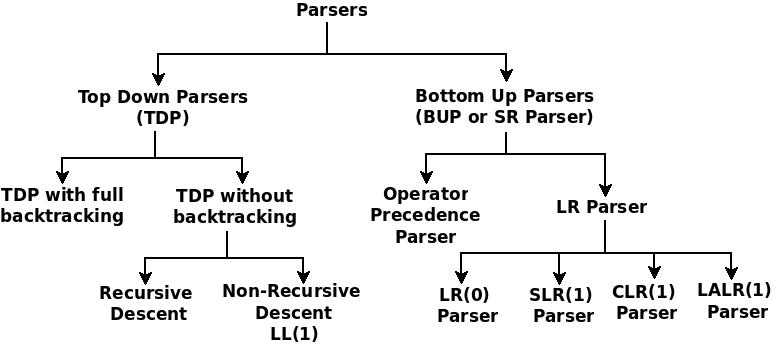 Parsers
Top Down Parsers
(TDP)
Bottom Up Parsers
(BUP or SR Parser)
TDP with full
backtracking
TDP without
backtracking
Operator
Precedence
Parser
LR Parser
Recursive
Descent
Non-Recursive
Descent
LL(1)
LR(0)
Parser
SLR(1)
Parser
CLR(1)
Parser
LALR(1)
Parser